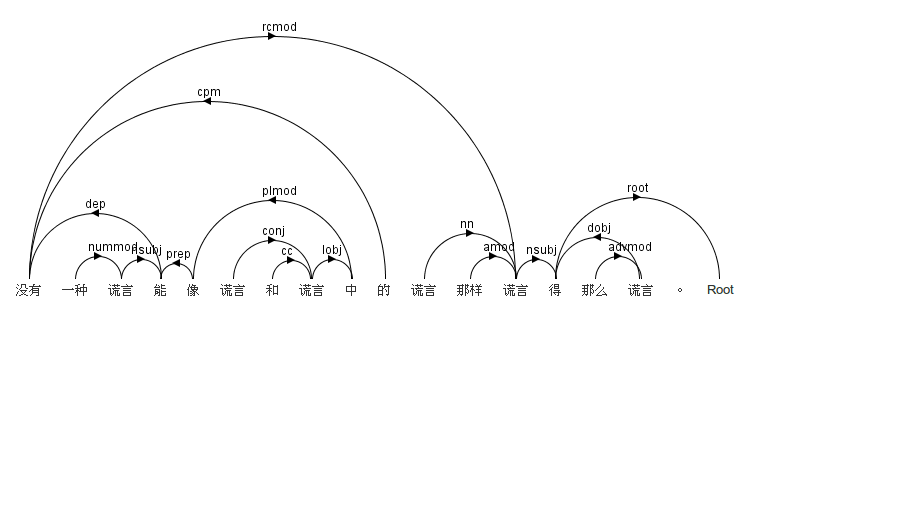 rcmod
cpm
root
plmod
dep
conj
nn
dobj
nummod nsubj prep cc lobj amod nsubj advmod
没有 一种 谎言 能 像 谎言 和 谎言 中 的 谎言 那样 谎言 得 那么 谎言 。 Root